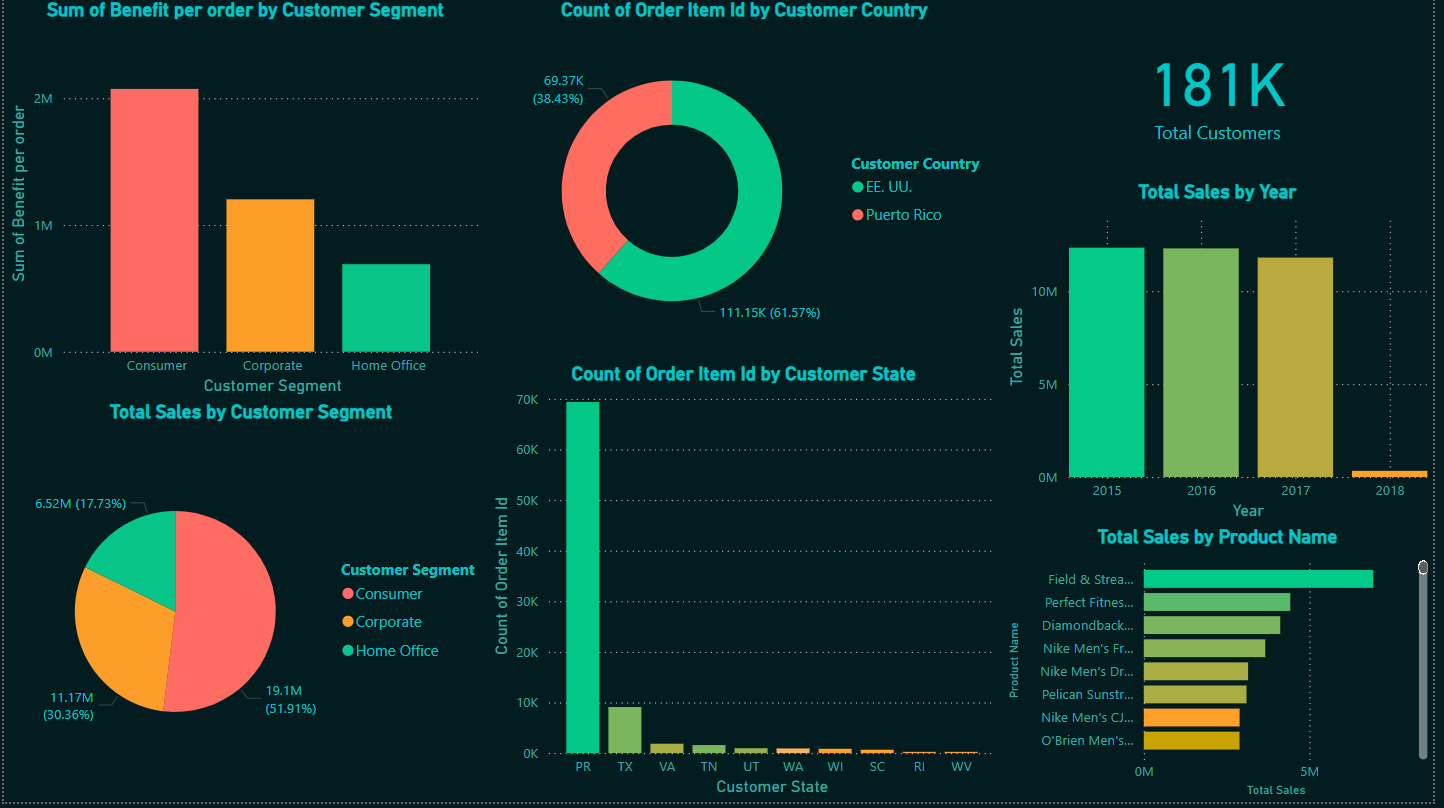 Sum of Benefit per order by Customer Segment
Sum of Benefit per order
2M
1M
0M
Consumer
Corporate
Home Office
Customer Segment
Total Sales by Customer Segment
6.52M (17.73%)
11.17M
(30.36%)
19.1M
(51.91%)
Customer Segment
Consumer
Corporate
Home Office
Count of Order Item Id by Customer Country
69.37K
(38.43%)
111.15K (61.57%)
Customer Country
EE. UU.
Puerto Rico
Count of Order Item Id by Customer State
Count of Order Item Id
70K
60K
50K
40K
30K
20K
10K
0K
PR
TX
VA
TN
UT
WA
WI
SC
RI
WV
Customer State
181K
Total Customers
Total Sales by Year
Total Sales
10M
5M
0M
2015
2016
2017
2018
Year
Total Sales by Product Name
Product Name
Field & Strea...
Perfect Fitnes...
Diamondback...
Nike Men's Fr...
Nike Men's Dr...
Pelican Sunstr...
Nike Men's CJ...
O'Brien Men's...
0M
5M
Total Sales